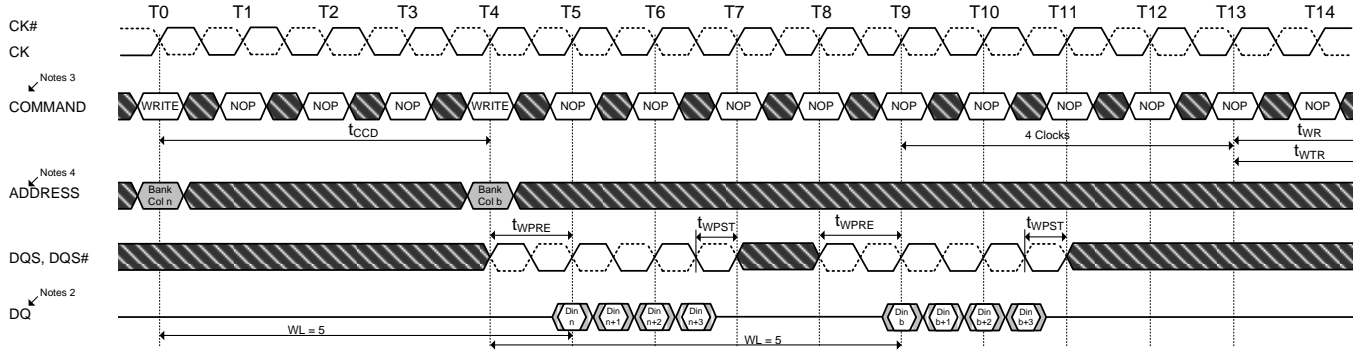 T0 T1 T2 T3 T4 T5 T6 T7 T8 T9 T10 T11 T12 T13 T14
CK#
CK
Notes 3
COMMAND WRITE NOP NOP NOP WRITE NOP NOP NOP NOP NOP NOP NOP NOP NOP NOP
tCCD 4 Clocks tWR
tWTR
Notes 4
ADDRESS Bank Col n Bank Col b
tWPRE tWPST tWPRE tWPST
DQS, DQS#
Notes 2
DQ Din n Din n+1 Din n+2 Din n+3 Din b Din b+1 Din b+2 Din b+3
WL = 5
WL = 5